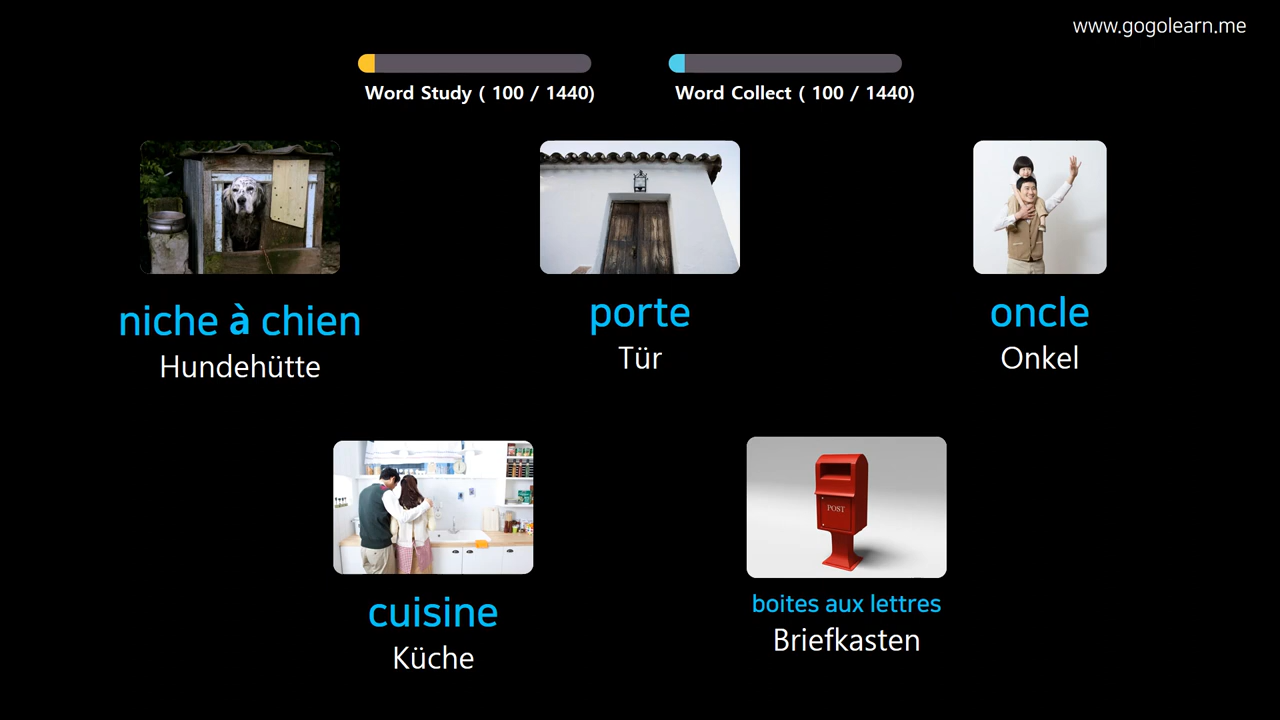 www.gogolearn.me
Word Study ( 100 / 1440)
Word Collect ( 100 / 1440)
niche à chien
Hundehütte
porte
Tür
oncle
Onkel
cuisine
Küche
POST
boites aux lettres
Briefkasten